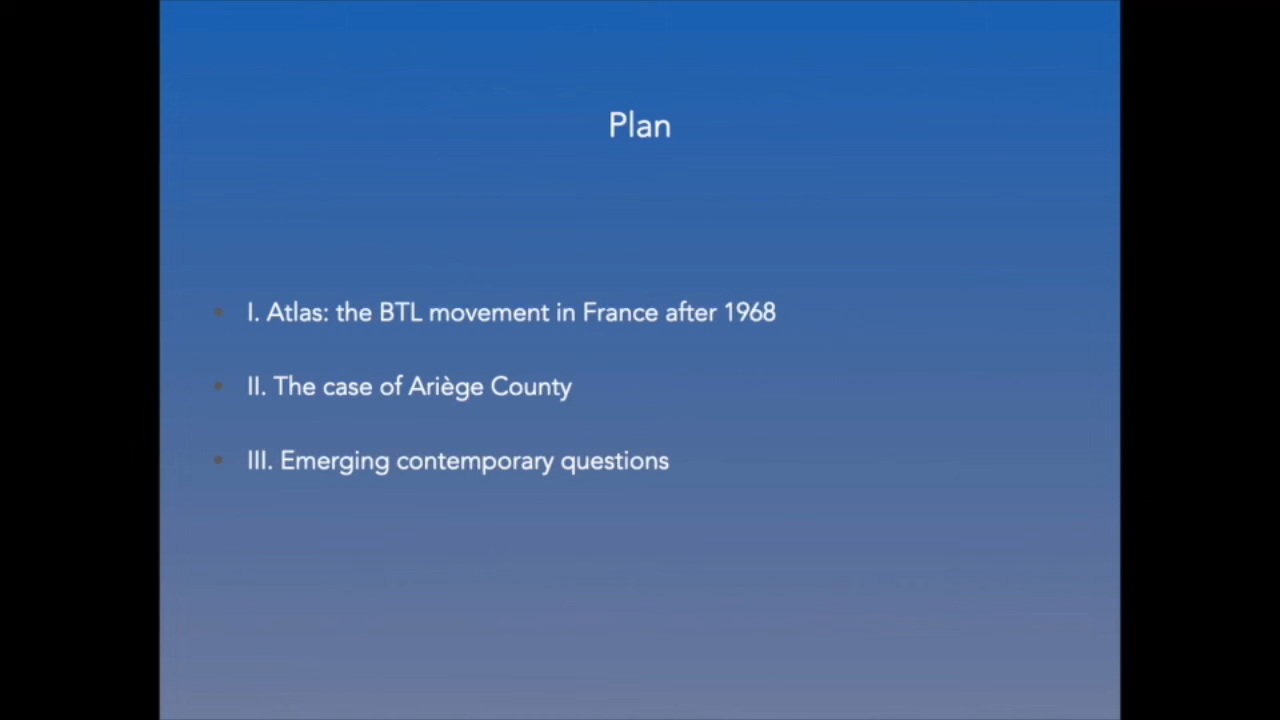 Plan
• I. Atlas: the BTL movement in France after 1968
• II. The case of Ariège County
• III. Emerging contemporary questions